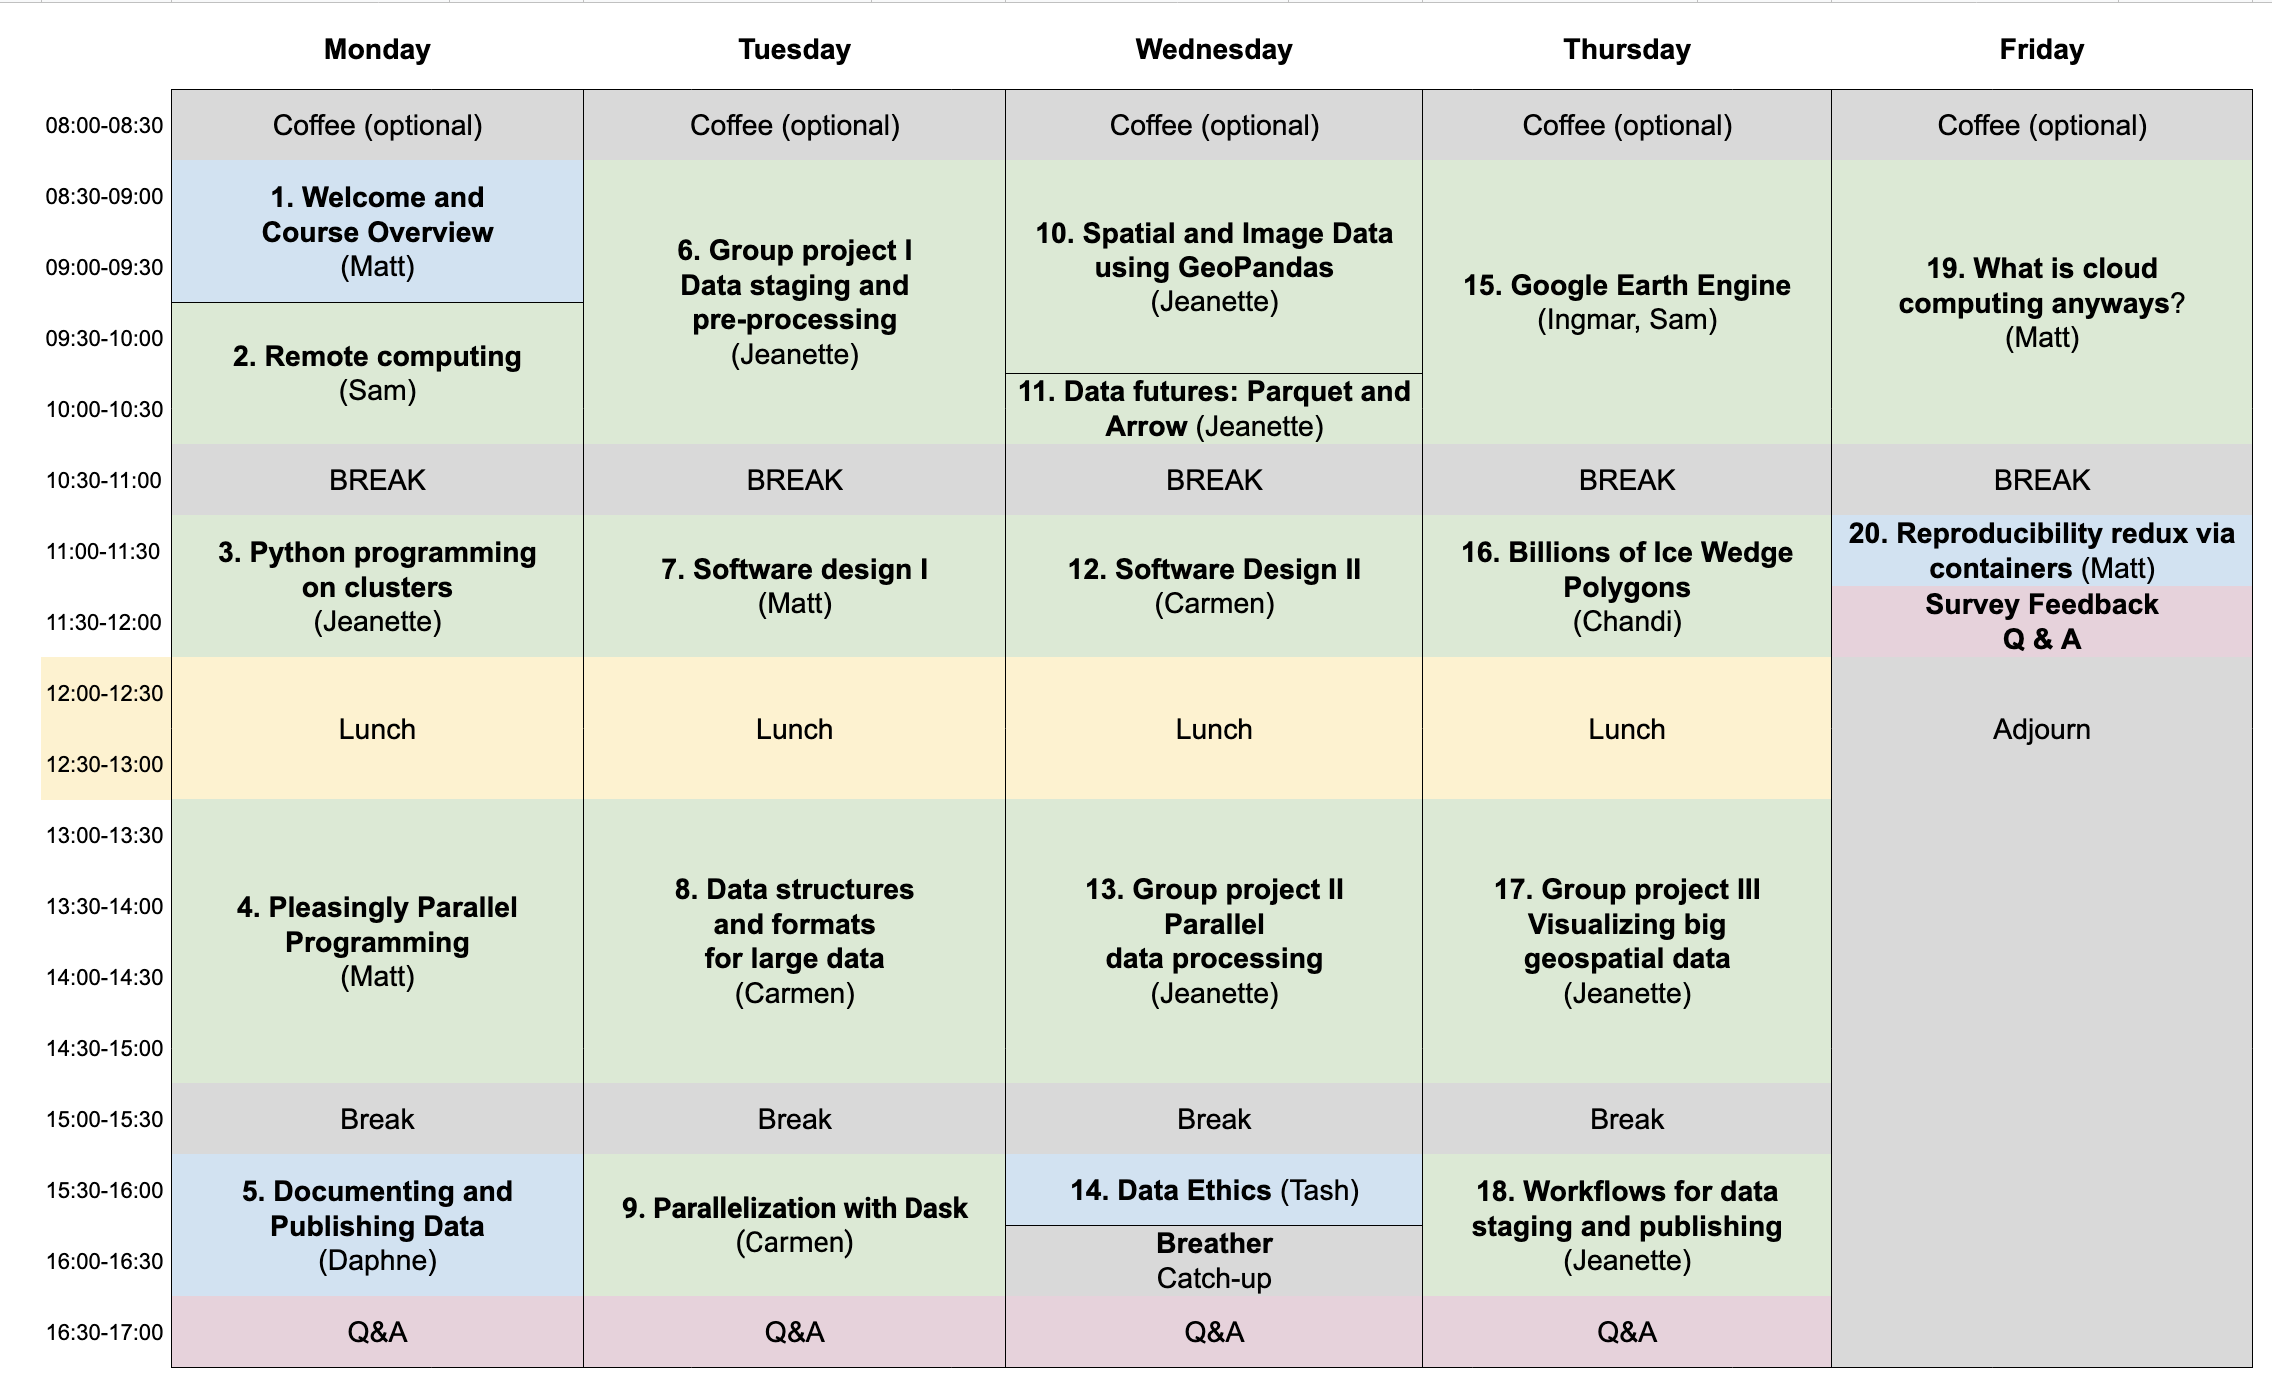 Monday Tuesday Wednesday Thursday Friday
08:00-08:30 Coffee (optional) Coffee (optional) Coffee (optional) Coffee (optional) Coffee (optional)
08:30-09:00
09:00-09:30
09:30-10:00
10:00-10:30
1. Welcome and
Course Overview
(Matt)
2. Remote computing
(Sam)
6. Group project I
Data staging and
pre-processing
(Jeanette)
10. Spatial and Image Data
using GeoPandas
(Jeanette)
11. Data futures: Parquet and
Arrow (Jeanette)
15. Google Earth Engine
(Ingmar, Sam)
19. What is cloud
computing anyways?
(Matt)
10:30-11:00 BREAK BREAK BREAK BREAK BREAK
11:00-11:30
11:30-12:00
3. Python programming
on clusters
(Jeanette)
7. Software design I
(Matt)
12. Software Design II
(Carmen)
16. Billions of Ice Wedge
Polygons
(Chandi)
20. Reproducibility redux via
containers (Matt)
Survey Feedback
Q & A
12:00-12:30
12:30-13:00
Lunch Lunch Lunch Lunch Adjourn
13:00-13:30
13:30-14:00
14:00-14:30
14:30-15:00
4. Pleasingly Parallel
Programming
(Matt)
8. Data structures
and formats
for large data
(Carmen)
13. Group project II
Parallel
data processing
(Jeanette)
17. Group project III
Visualizing big
geospatial data
(Jeanette)
15:00-15:30 Break Break Break Break
15:30-16:00
16:00-16:30
5. Documenting and
Publishing Data
(Daphne)
9. Parallelization with Dask
(Carmen)
14. Data Ethics (Tash)
Breather
Catch-up
18. Workflows for data
staging and publishing
(Jeanette)
16:30-17:00 Q&A Q&A Q&A Q&A